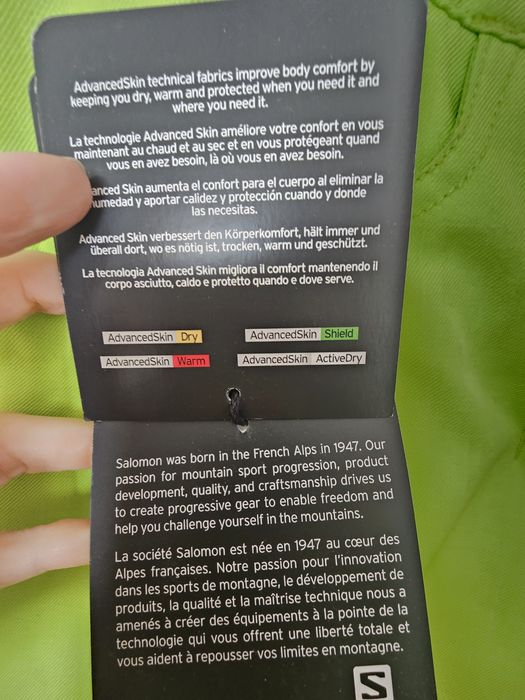 AdvancedSkin technical fabrics improve body comfort by
keeping you dry, warm and protected when you need it and
where you need it.
La technologie Advanced Skin améliore votre confort en vous
maintenant au chaud et au sec et en vous protégeant quand
vous en avez besoin, là où vous en avez besoin.
anced Skin aumenta el confort para el cuerpo al eliminar la
umedad y aportar calidez y protección cuando y donde
las necesitas.
Advanced Skin verbessert den Körperkomfort, hält immer und
überall dort, wo es nötig ist, trocken, warm und geschützt.
La tecnologia Advanced Skin migliora il comfort mantenendo il
corpo asciutto, caldo e protetto quando e dove serve.
AdvancedSkin Dry
AdvancedSkin Shield
AdvancedSkin Warm
AdvancedSkin ActiveDry
Salomon was born in the French Alps in 1947. Our
passion for mountain sport progression, product
development, quality, and craftsmanship drives us
to create progressive gear to enable freedom and
help you challenge yourself in the mountains.
La société Salomon est née en 1947 au cœur des
Alpes françaises. Notre passion pour l'innovation
dans les sports de montagne, le développement de
produits, la qualité et la maîtrise technique nous a
amenés à créer des équipements à la pointe de la
technologie qui vous offrent une liberté totale et
vous aident à repousser vos limites en montagne.
S